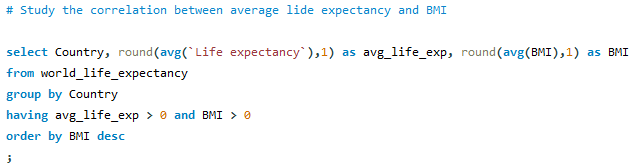 # Study the correlation between average lide expectancy and BMI
select Country, round(avg(`Life expectancy`),1) as avg_life_exp, round(avg(BMI),1) as BMI
from world_life_expectancy
group by Country
having avg_life_exp > 0 and BMI > 0
order by BMI desc
;